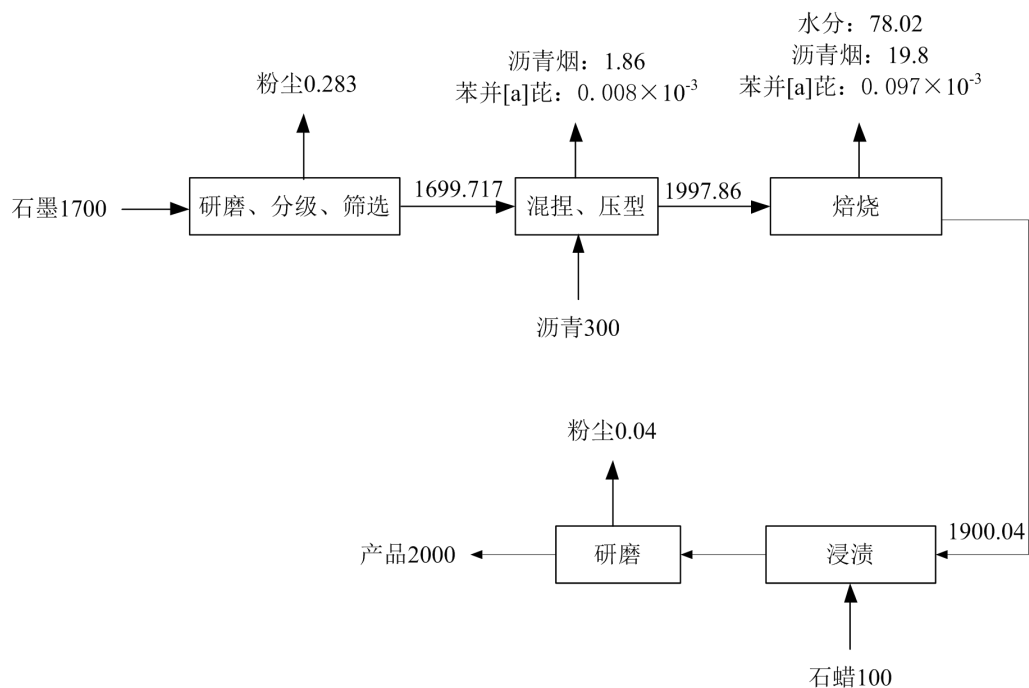 水分：78.02
沥青烟：19.8
苯并[a]芘：0.097×10-3
沥青烟：1.86
苯并[a]芘：0.008×10-3
粉尘0.283
石墨1700
研磨、分级、筛选
1699.717
混捏、压型
1997.86
焙烧
沥青300
粉尘0.04
1900.04
产品2000
研磨
浸渍
石蜡100